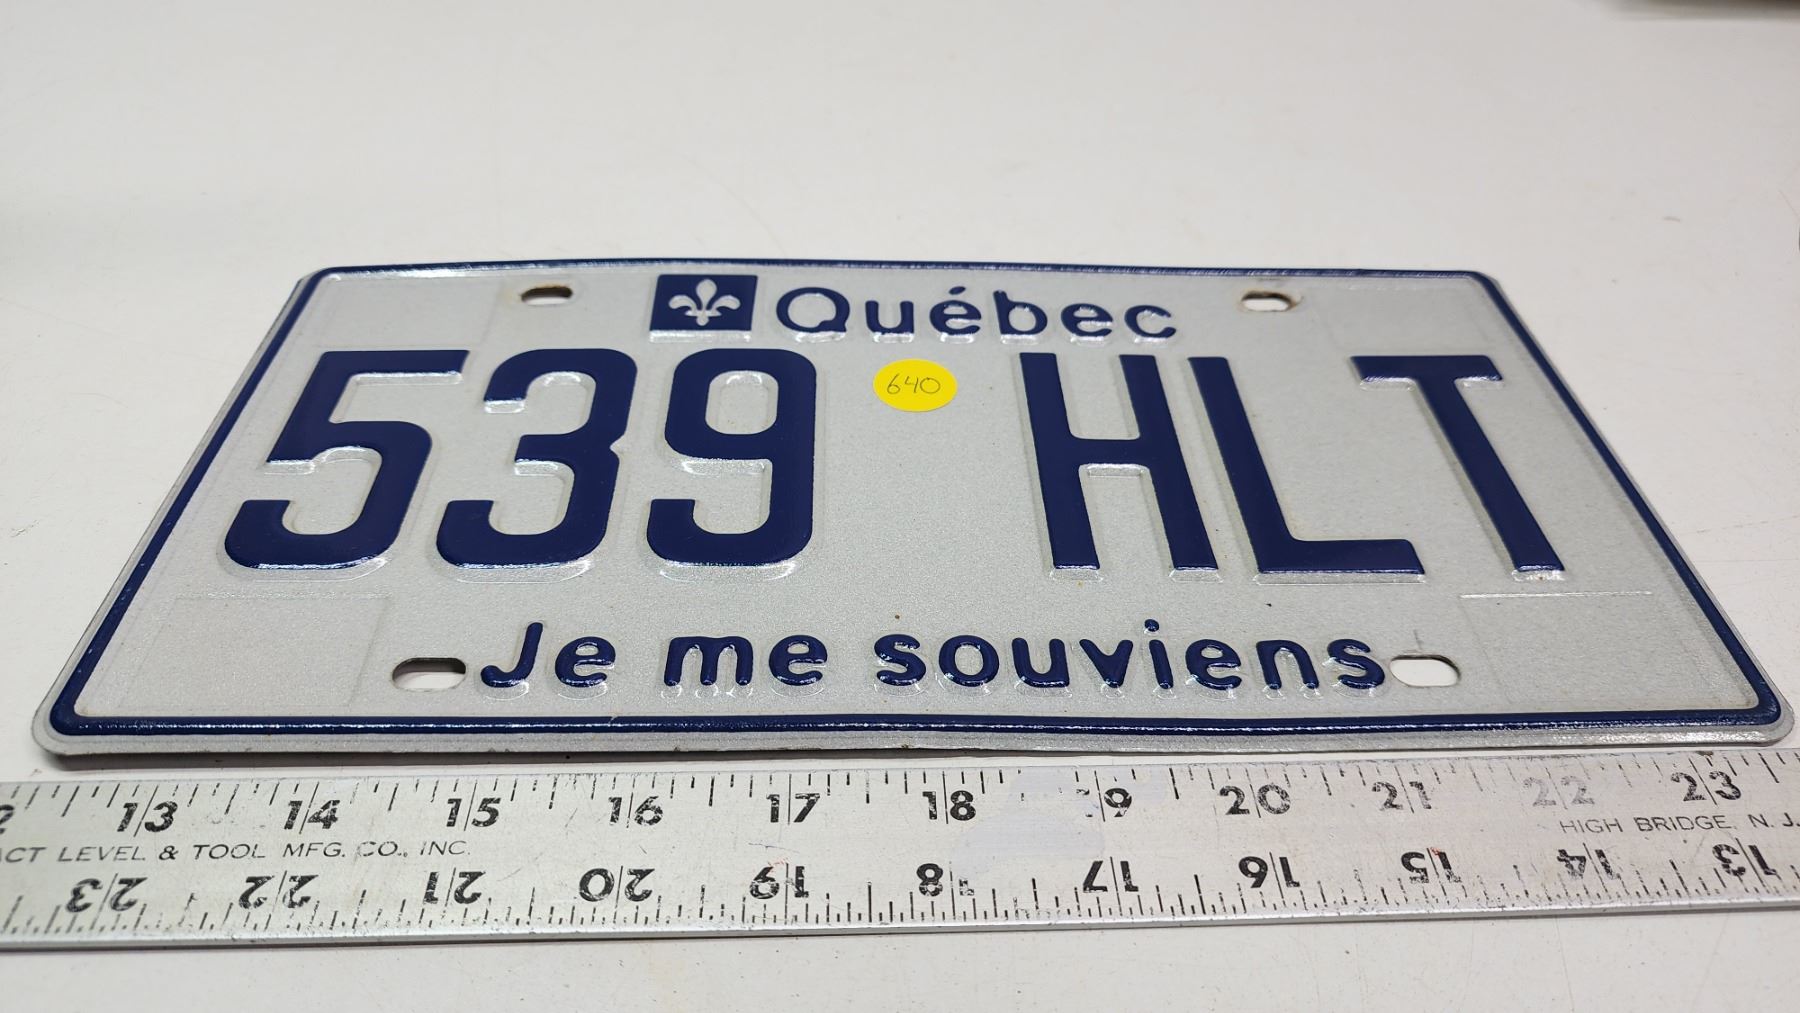 Québec
539 HLT
640
Je me souviens
13 14 15 16 17 18 19 20 21 22 23
ACT LEVEL & TOOL MFG. CO., INC. HIGH BRIDGE, N. J.
23 22 21 20 19 18 17 16 15 14 13